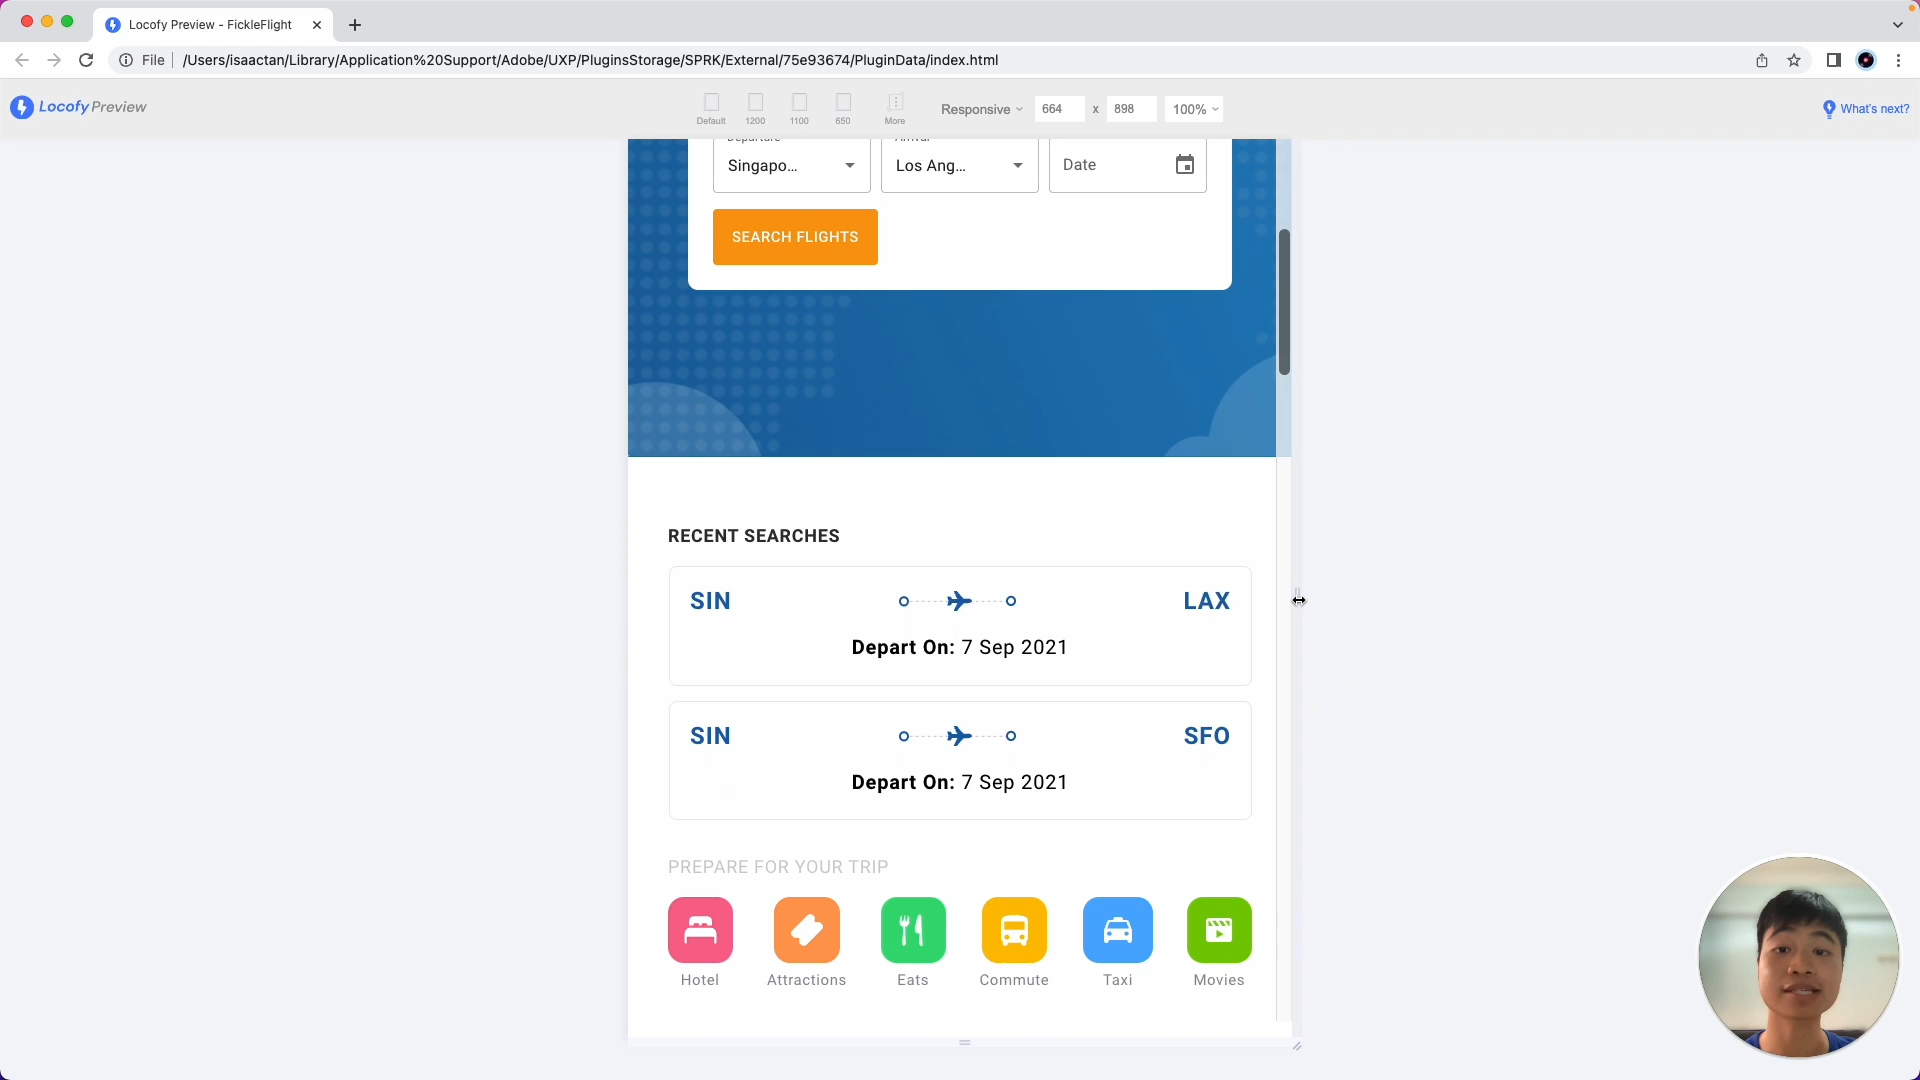 Locofy Preview - FickleFlight
File
/Users/isaactan/Library/Application%20Support/Adobe/UXP/PluginsStorage/SPRK/External/75e93674/PluginData/index.html
Locofy Preview
Default
1200
1100
650
More
Responsive
664
x
898
100%
What's next?
Departure
Arrival
Singapo...
Los Ang...
Date
SEARCH FLIGHTS
RECENT SEARCHES
SIN
LAX
Depart On: 7 Sep 2021
SIN
SFO
Depart On: 7 Sep 2021
PREPARE FOR YOUR TRIP
Hotel
Attractions
Eats
Commute
Taxi
Movies